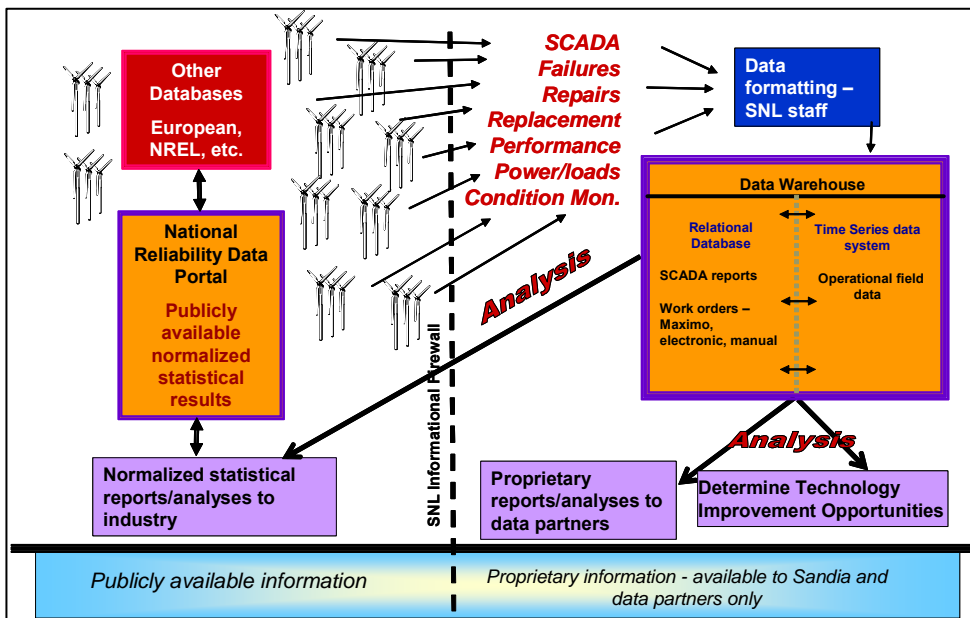 Other
Databases
European,
NREL, etc.
National
Reliability Data
Portal
Publicly
available
normalized
statistical
results
Normalized statistical
reports/analyses to
industry
SNL Informational Firewall
SCADA
Failures
Repairs
Replacement
Performance
Power/loads
Condition Mon.
Analysis
Data
formatting –
SNL staff
Data Warehouse
Relational
Database
SCADA reports
Work orders –
Maximo,
electronic, manual
Time Series data
system
Operational field
data
Analysis
Proprietary
reports/analyses to
data partners
Determine Technology
Improvement Opportunities
Publicly available information
Proprietary information - available to Sandia and
data partners only